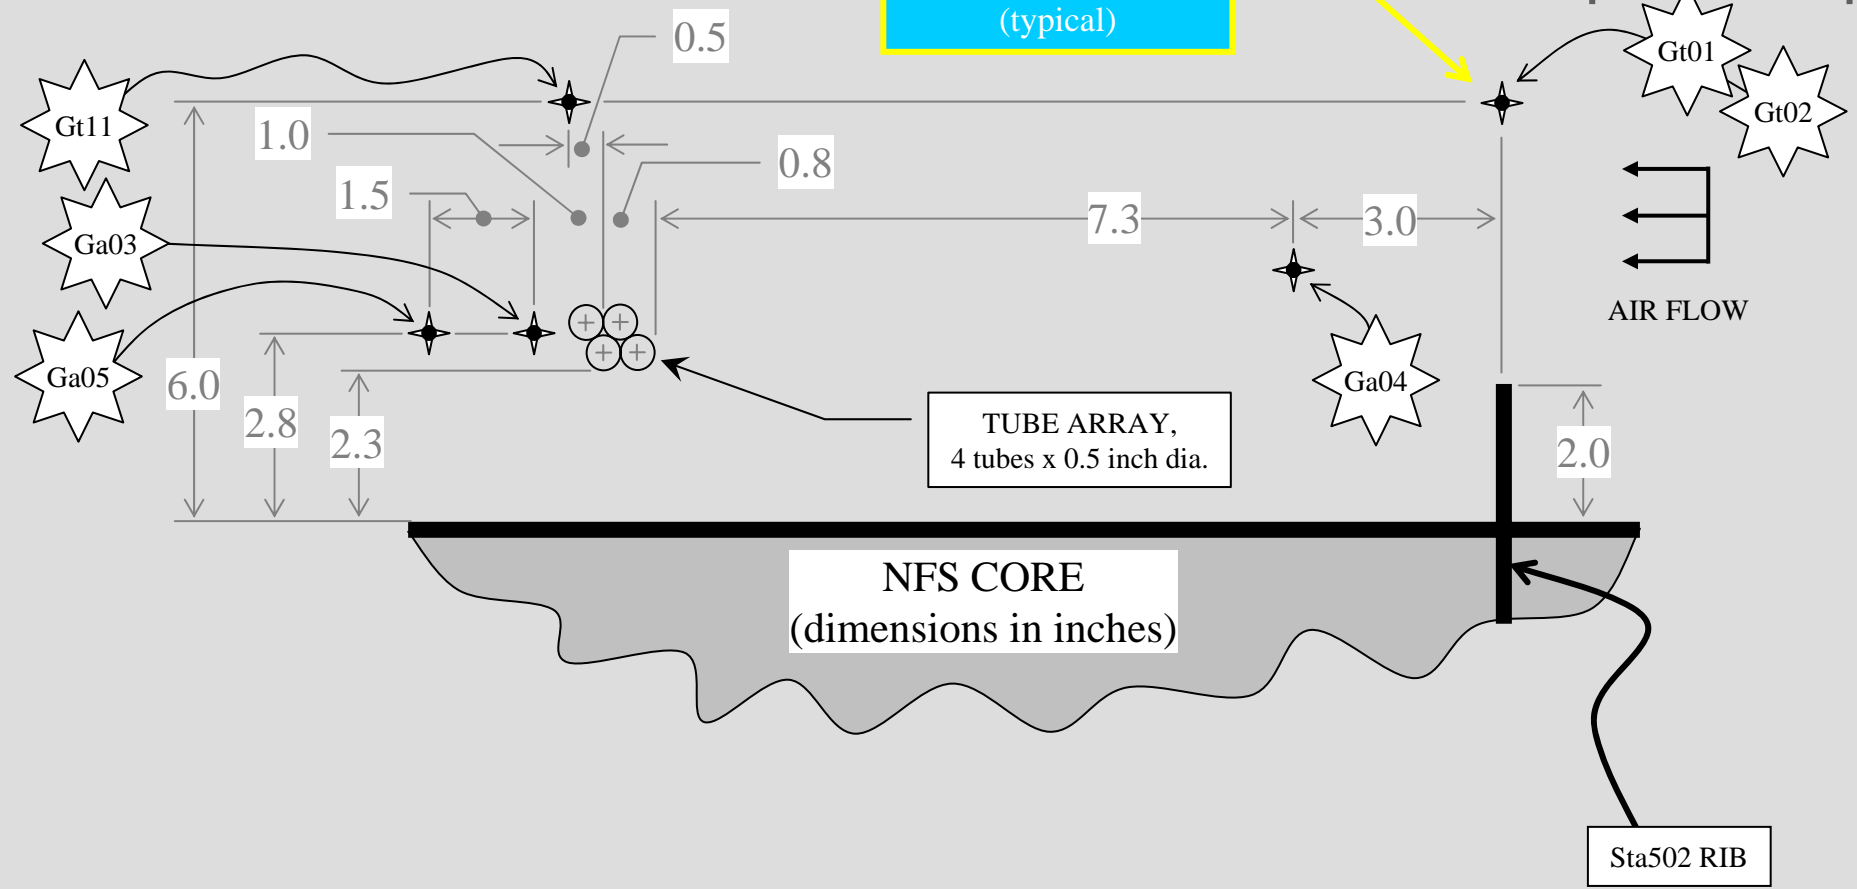 (typical)
0.5
Gt01
Gt11
Gt02
1.0
0.8
1.5
7.3
3.0
Ga03
AIR FLOW
Ga05
6.0
Ga04
2.8
2.3
TUBE ARRAY,
4 tubes x 0.5 inch dia.
2.0
NFS CORE
(dimensions in inches)
Sta502 RIB